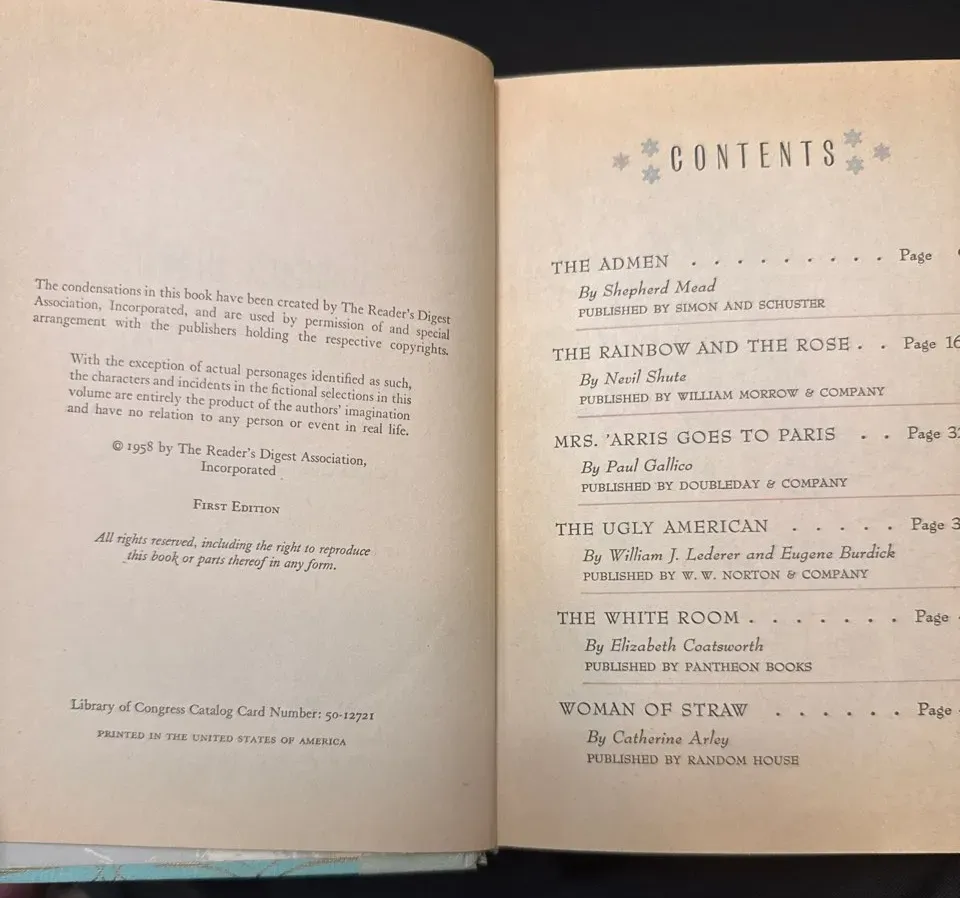 The condensations in this book have been created by The Reader's Digest
Association, Incorporated, and are used by permission of and special
arrangement with the publishers holding the respective copyrights.
With the exception of actual personages identified as such,
the characters and incidents in the fictional selections in this
volume are entirely the product of the authors' imagination
and have no relation to any person or event in real life.
© 1958 by The Reader's Digest Association,
Incorporated
First Edition
All rights reserved, including the right to reproduce
this book or parts thereof in any form.
Library of Congress Catalog Card Number: 50-12721
PRINTED IN THE UNITED STATES OF AMERICA
CONTENTS
THE ADMEN . . . . . . . . . Page
By Shepherd Mead
PUBLISHED BY SIMON AND SCHUSTER
THE RAINBOW AND THE ROSE . . Page 16
By Nevil Shute
PUBLISHED BY WILLIAM MORROW & COMPANY
MRS. 'ARRIS GOES TO PARIS . . Page 32
By Paul Gallico
PUBLISHED BY DOUBLEDAY & COMPANY
THE UGLY AMERICAN . . . . . Page 3
By William J. Lederer and Eugene Burdick
PUBLISHED BY W. W. NORTON & COMPANY
THE WHITE ROOM . . . . . . . Page
By Elizabeth Coatsworth
PUBLISHED BY PANTHEON BOOKS
WOMAN OF STRAW . . . . . . Page
By Catherine Arley
PUBLISHED BY RANDOM HOUSE